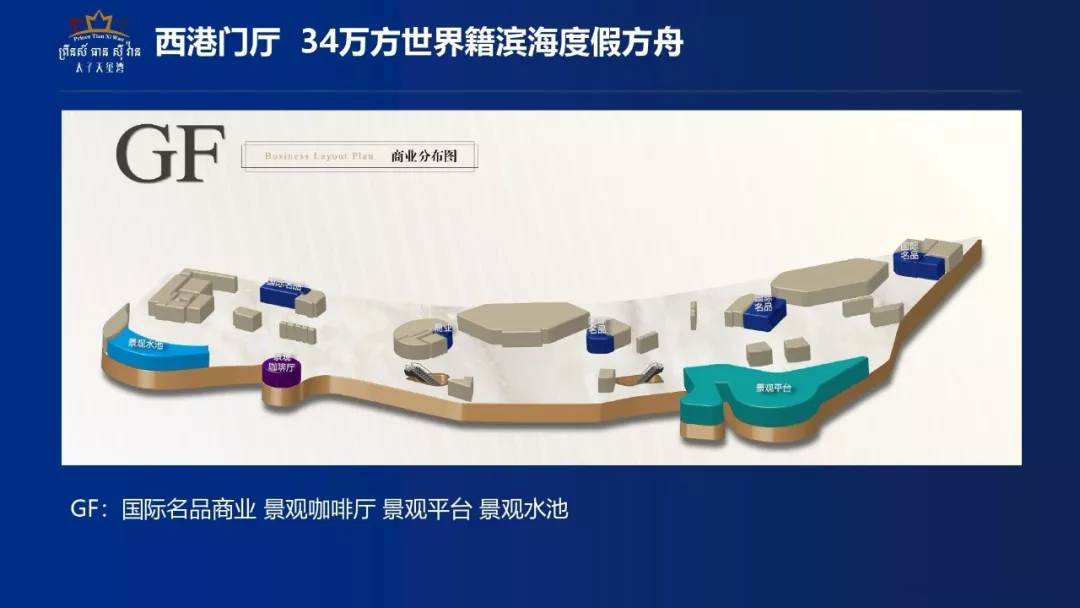 Prince Tian Xi Wan
ព្រីនស៍ ធាន ស៊ី វ៉ាន
太子天玺湾
西港门厅 34万方世界籍滨海度假方舟
GF
Business Layout Plan 商业分布图
国际
名品
国际名品
国际
名品
商业
名品
景观水池
景观
咖啡厅
景观平台
GF：国际名品商业 景观咖啡厅 景观平台 景观水池